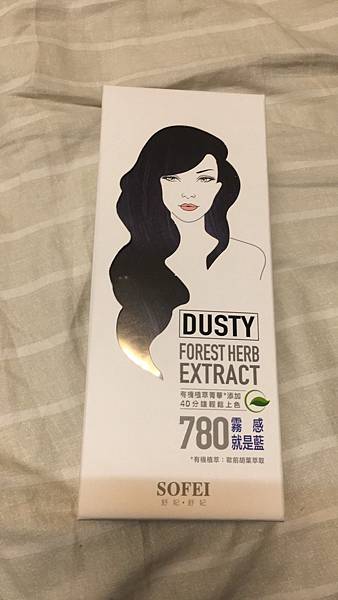 DUSTY
FOREST HERB
EXTRACT
有機植萃菁華*添加
40分鐘輕鬆上色
780 霧感
就是藍
*有機植萃：歐前胡葉萃取
SOFEI
舒妃•舒妃